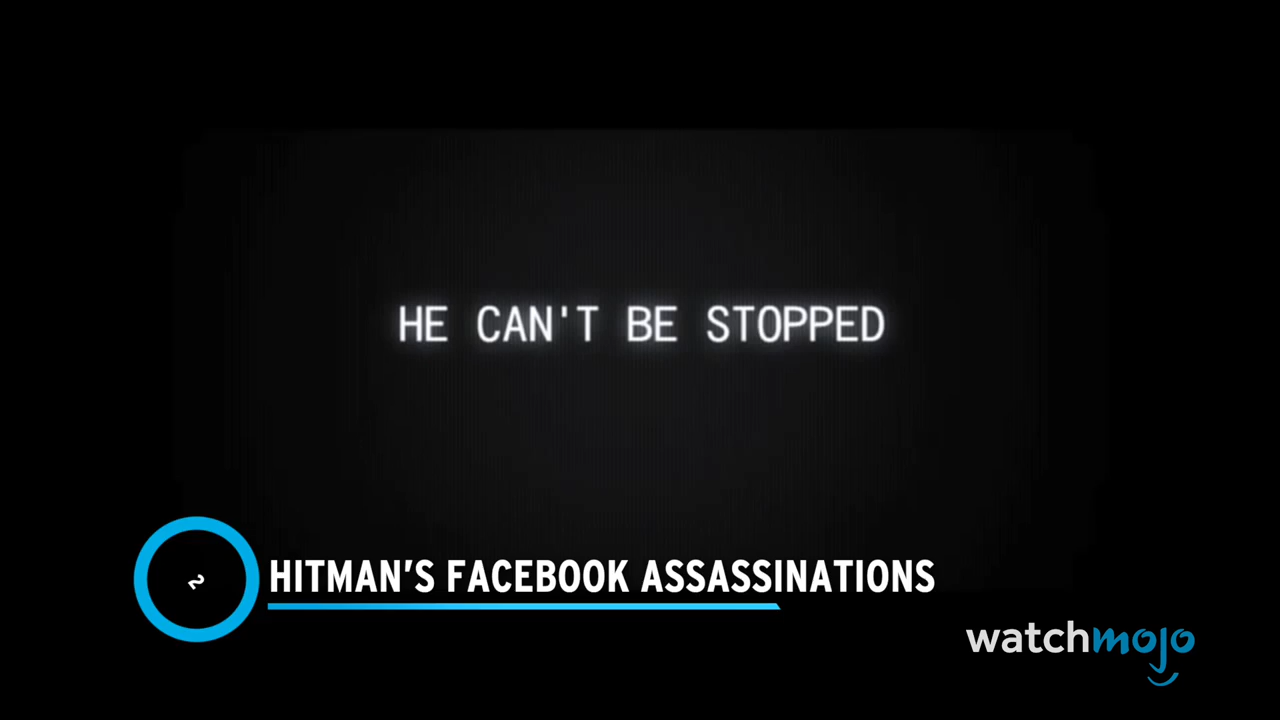 HE CAN'T BE STOPPED
2
HITMAN'S FACEBOOK ASSASSINATIONS
watchmojo